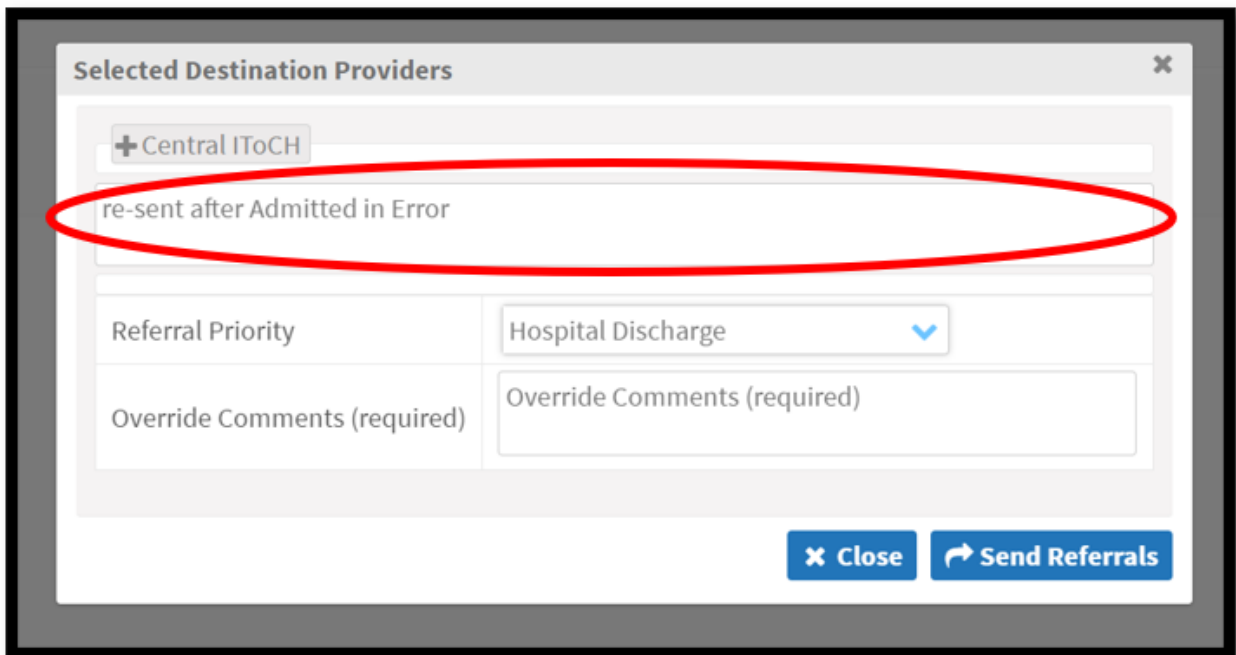 Selected Destination Providers
Central IToCH
re-sent after Admitted in Error
Referral Priority
Hospital Discharge
Override Comments (required)
Override Comments (required)
Close
Send Referrals